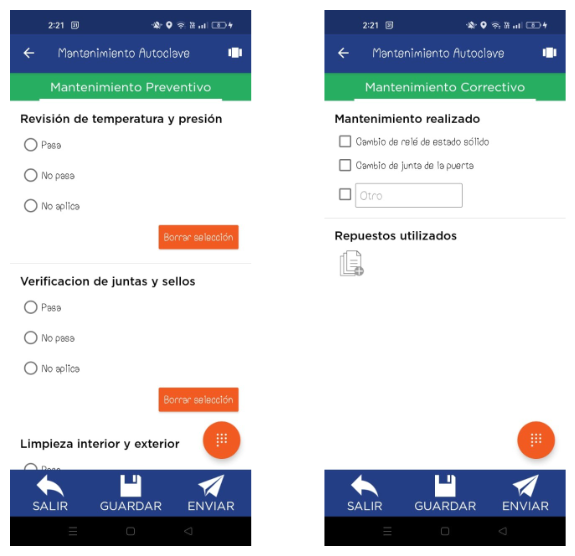 2:21
Mantenimiento Autoclave
Mantenimiento Preventivo
Revisión de temperatura y presión
Pasa
No pasa
No aplica
Borrar selección
Verificacion de juntas y sellos
Pasa
No pasa
No aplica
Borrar selección
Limpieza interior y exterior
Pasa
SALIR GUARDAR ENVIAR
2:21
Mantenimiento Autoclave
Mantenimiento Correctivo
Mantenimiento realizado
Cambio de relé de estado sólido
Cambio de junta de la puerta
Otro
Repuestos utilizados
SALIR GUARDAR ENVIAR